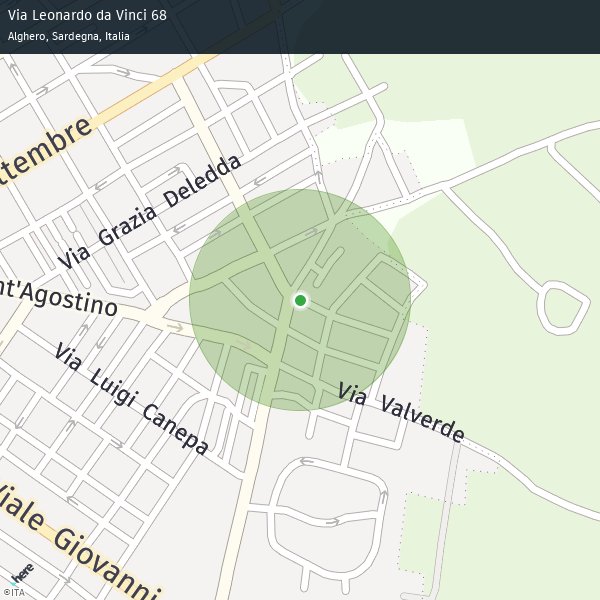 Via Leonardo da Vinci 68
Alghero, Sardegna, Italia
ttembre
Via Grazia Deledda
nt'Agostino
Via Luigi Canepa
Via Valverde
Viale Giovanni
here
©ITA